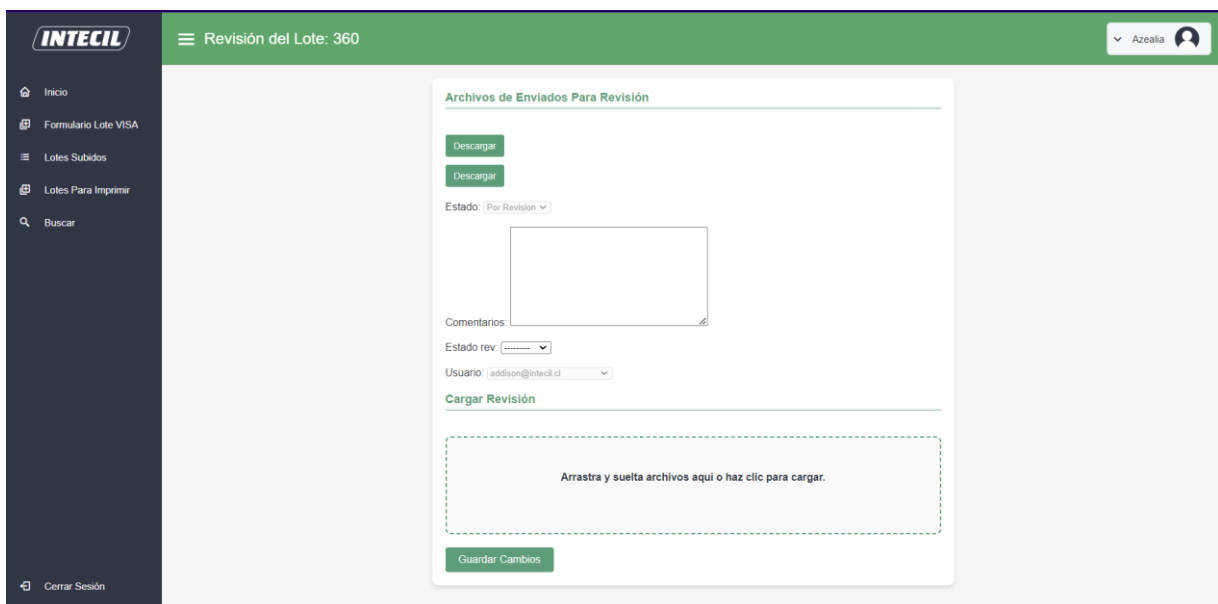 INTECIL
Revisión del Lote: 360
Azealia
Inicio
Formulario Lote VISA
Lotes Subidos
Lotes Para Imprimir
Buscar
Cerrar Sesión
Archivos de Enviados Para Revisión
Descargar
Descargar
Estado: Por Revision
Comentarios:
Estado rev: ---------
Usuario: addison@intecil.cl
Cargar Revisión
Arrastra y suelta archivos aquí o haz clic para cargar.
Guardar Cambios